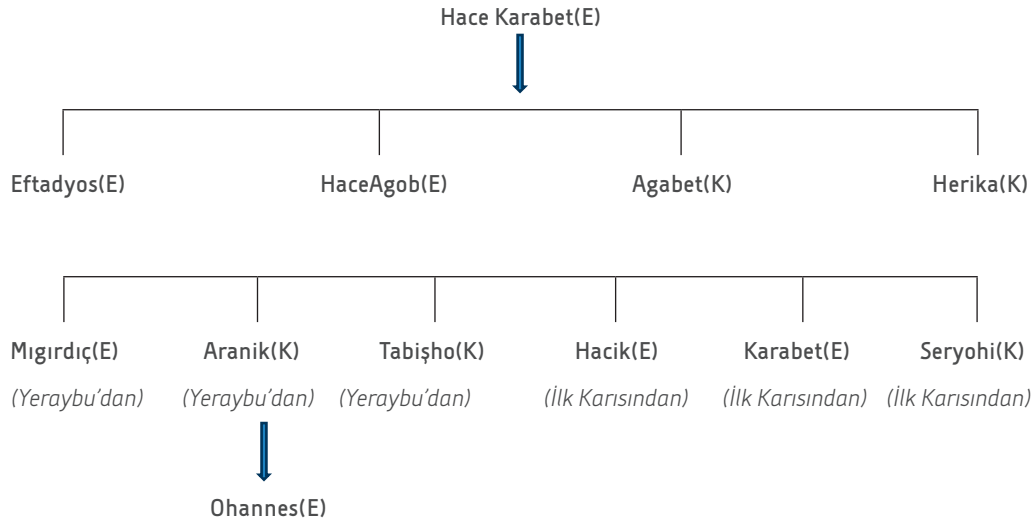 Hace Karabet(E)
Eftadyos(E) HaceAgob(E) Agabet(K) Herika(K)
Mıgırdıç(E) Aranik(K) Tabişho(K) Hacik(E) Karabet(E) Seryohi(K)
(Yeraybu’dan) (Yeraybu’dan) (Yeraybu’dan) (İlk Karısından) (İlk Karısından) (İlk Karısından)
Ohannes(E)